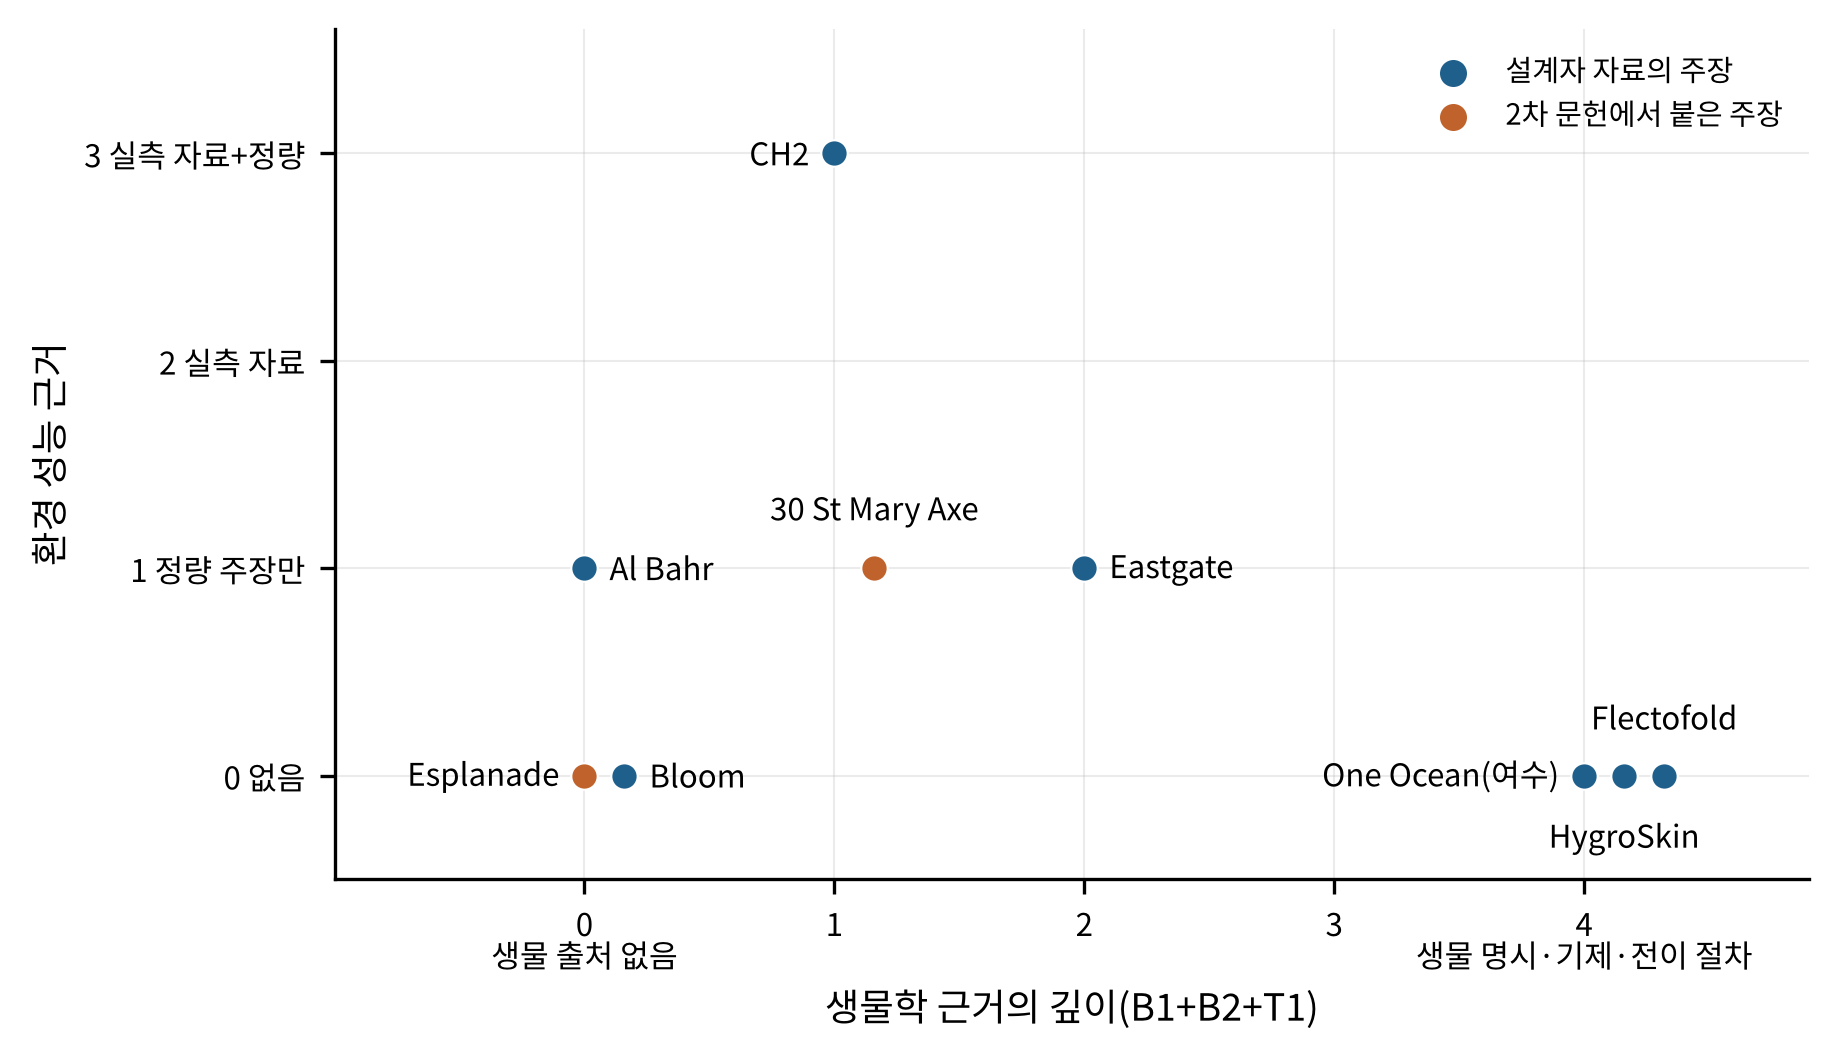 설계자 자료의 주장
2차 문헌에서 붙은 주장
환경 성능 근거
3 실측 자료+정량
2 실측 자료
1 정량 주장만
0 없음
CH2
30 St Mary Axe
Al Bahr
Eastgate
Flectofold
Esplanade
Bloom
One Ocean(여수)
HygroSkin
0
1
2
3
4
생물 출처 없음
생물 명시·기제·전이 절차
생물학 근거의 깊이(B1+B2+T1)